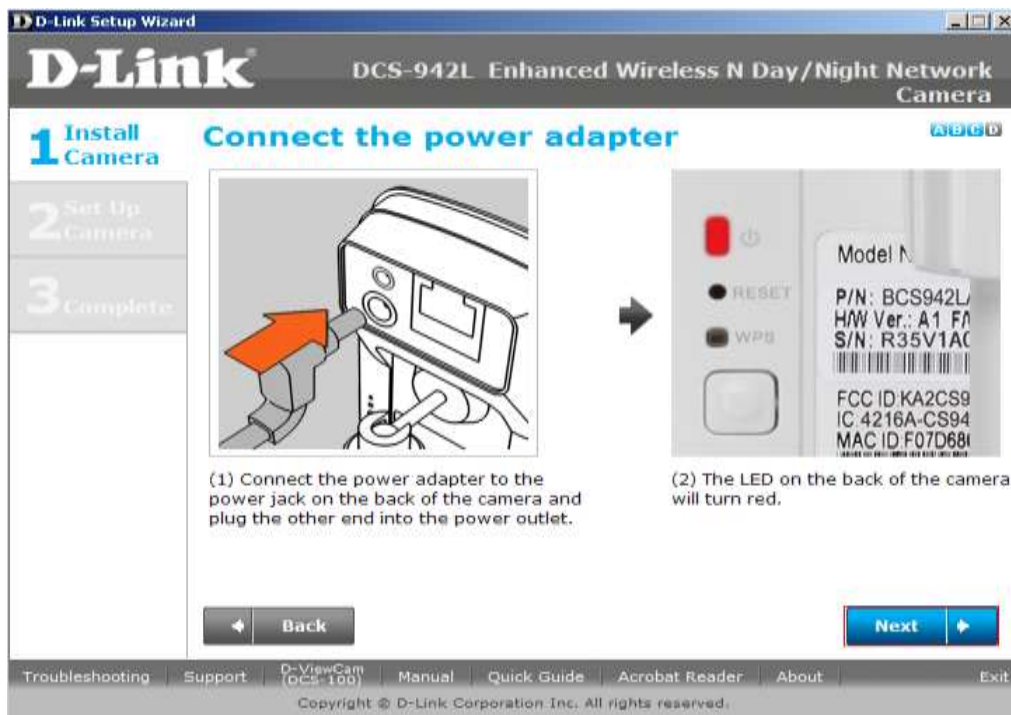 D-Link Setup Wizard
D-Link
DCS-942L Enhanced Wireless N Day/Night Network
Camera
1 Install
Camera
2 Set Up
Camera
3 Complete
Connect the power adapter
A B C D
RESET
WPS
Model N
P/N: BCS942L/
H/W Ver.: A1 F/
S/N: R35V1A
FCC ID:KA2CS9
IC:4216A-CS94
MAC ID:F07D68
(1) Connect the power adapter to the
power jack on the back of the camera and
plug the other end into the power outlet.
(2) The LED on the back of the camera
will turn red.
Back
Next
Troubleshooting Support D-ViewCam
(DCS-100) Manual Quick Guide Acrobat Reader About Exit
Copyright © D-Link Corporation Inc. All rights reserved.